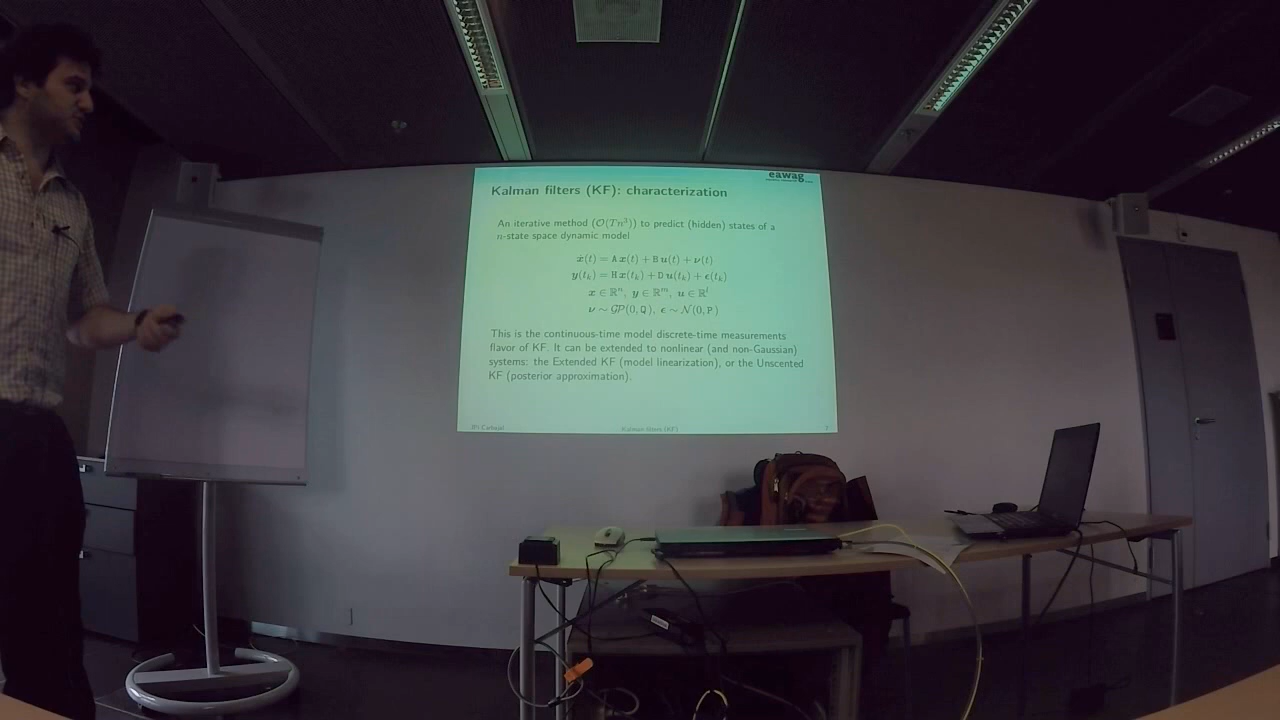 eawag
Kalman filters (KF): characterization
An iterative method (𝒪(Tn³)) to predict (hidden) states of a
n-state space dynamic model
ẋ(t) = A x(t) + B u(t) + ν(t)
y(t_k) = H x(t_k) + D u(t_k) + ϵ(t_k)
x ∈ ℝⁿ, y ∈ ℝᵐ, u ∈ ℝˡ
ν ∼ 𝒢𝒫(0, Q), ϵ ∼ 𝒩(0, P)
This is the continuous-time model discrete-time measurements
flavor of KF. It can be extended to nonlinear (and non-Gaussian)
systems: the Extended KF (model linearization), or the Unscented
KF (posterior approximation).
Kalman filters (KF)